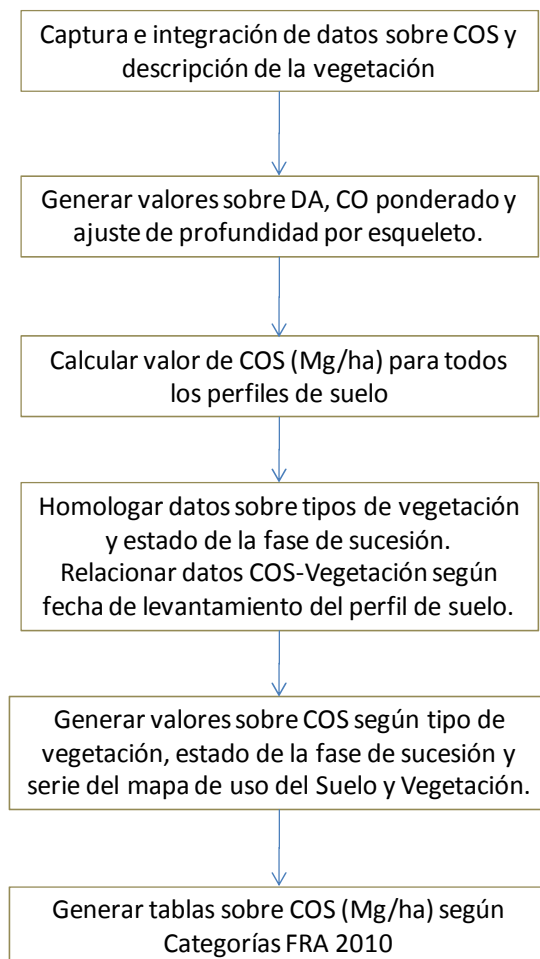 Captura e integración de datos sobre COS y
descripción de la vegetación
Generar valores sobre DA, CO ponderado y
ajuste de profundidad por esqueleto.
Calcular valor de COS (Mg/ha) para todos
los perfiles de suelo
Homologar datos sobre tipos de vegetación
y estado de la fase de sucesión.
Relacionar datos COS-Vegetación según
fecha de levantamiento del perfil de suelo.
Generar valores sobre COS según tipo de
vegetación, estado de la fase de sucesión y
serie del mapa de uso del Suelo y Vegetación.
Generar tablas sobre COS (Mg/ha) según
Categorías FRA 2010